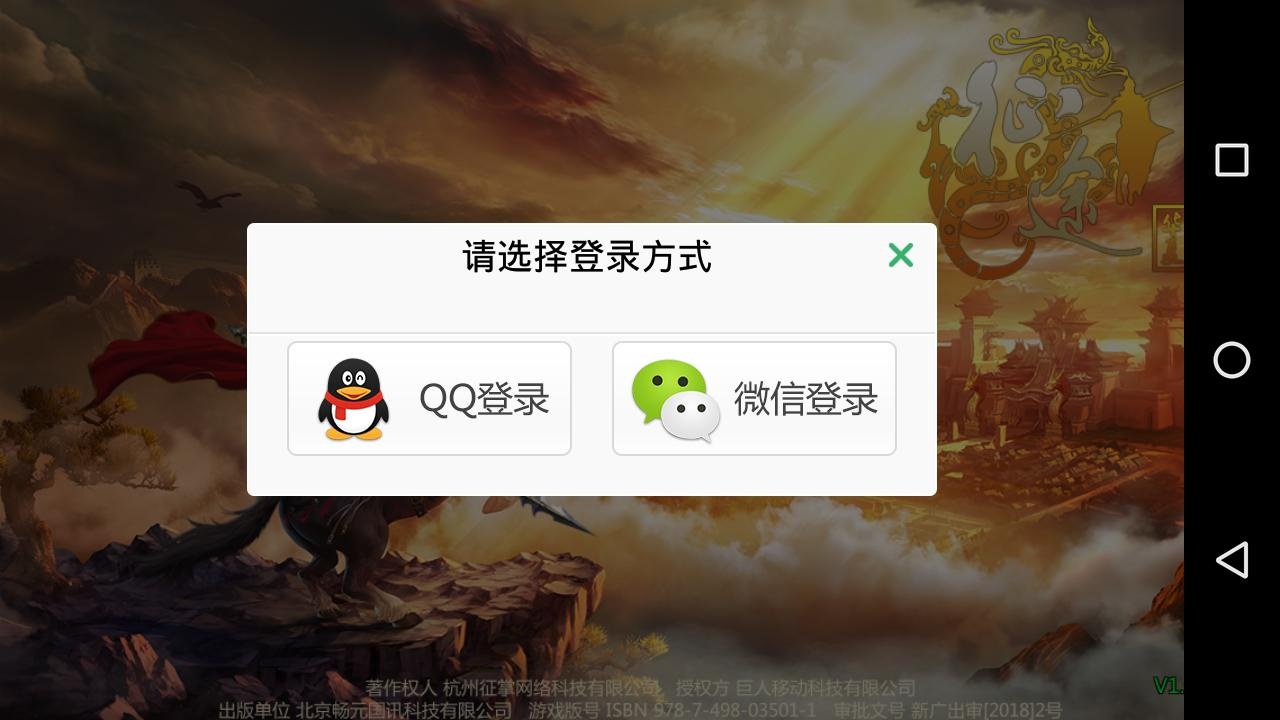 征途
请选择登录方式
QQ登录
微信登录
著作权人 杭州征掌网络科技有限公司 授权方 巨人移动科技有限公司
出版单位 北京畅元国讯科技有限公司 游戏版号 ISBN 978-7-498-03501-1 审批文号 新广出审[2018]2号
V1.